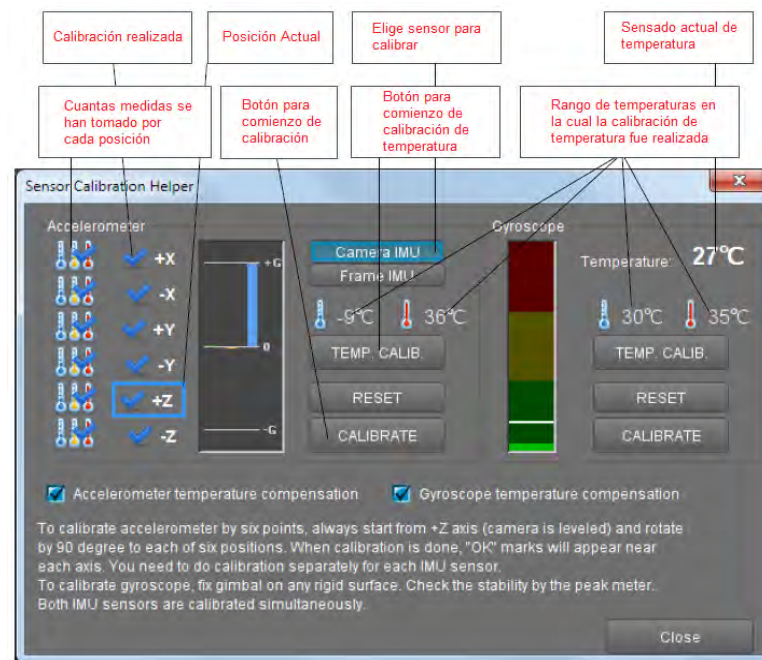 Calibración realizada
Posición Actual
Elige sensor para
calibrar
Sensado actual de
temperatura
Cuantas medidas se
han tomado por
cada posición
Botón para
comienzo de
calibración
Botón para
comienzo de
calibración de
temperatura
Rango de temperaturas en
la cual la calibración de
temperatura fue realizada
Sensor Calibration Helper
Accelerometer
+X
-X
+Y
-Y
+Z
-Z
+G
0
-G
Camera IMU
Frame IMU
-9°C 36°C
TEMP. CALIB.
RESET
CALIBRATE
Gyroscope
Temperature: 27°C
30°C 35°C
TEMP. CALIB.
RESET
CALIBRATE
Accelerometer temperature compensation
Gyroscope temperature compensation
To calibrate accelerometer by six points, always start from +Z axis (camera is leveled) and rotate
by 90 degree to each of six positions. When calibration is done, "OK" marks will appear near
each axis. You need to do calibration separately for each IMU sensor.
To calibrate gyroscope, fix gimbal on any rigid surface. Check the stability by the peak meter.
Both IMU sensors are calibrated simultaneously.
Close